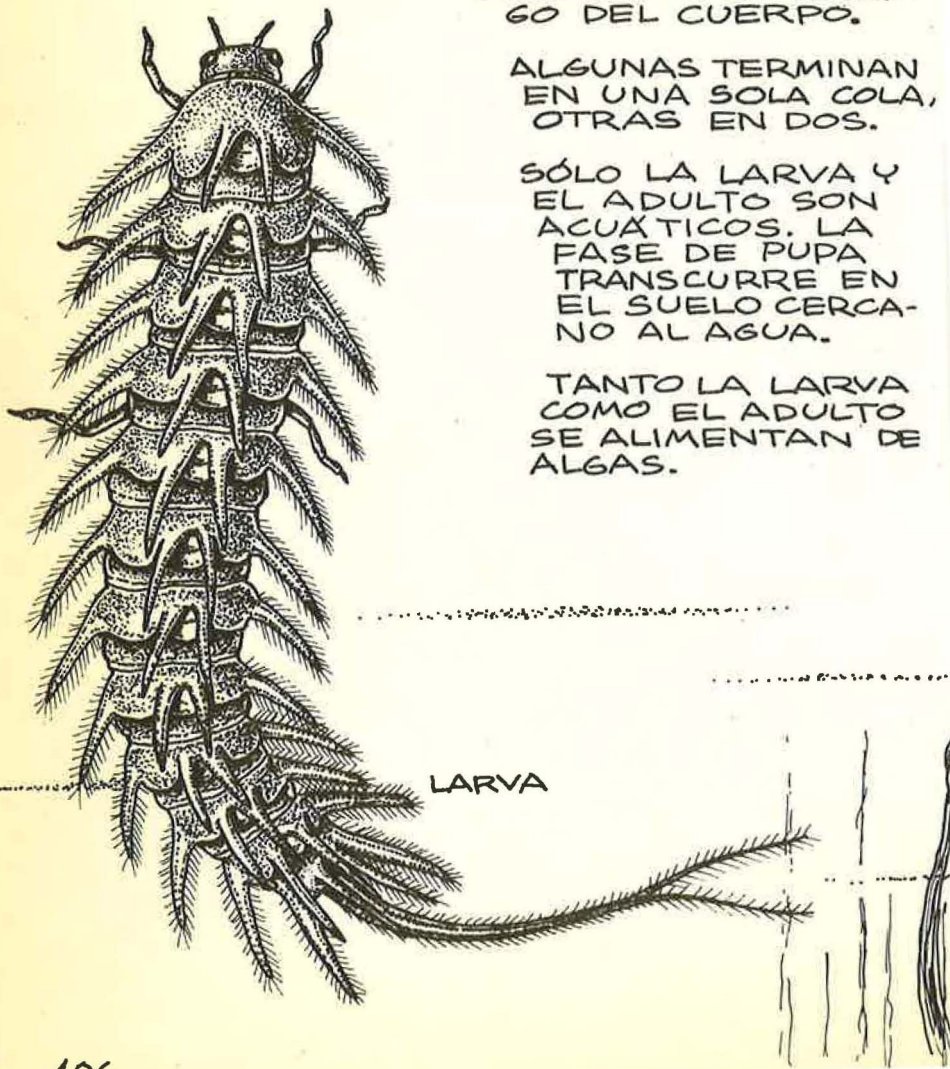 GO DEL CUERPO.
ALGUNAS TERMINAN
EN UNA SOLA COLA,
OTRAS EN DOS.
SÓLO LA LARVA Y
EL ADULTO SON
ACUÁTICOS. LA
FASE DE PUPA
TRANSCURRE EN
EL SUELO CERCA-
NO AL AGUA.
TANTO LA LARVA
COMO EL ADULTO
SE ALIMENTAN DE
ALGAS.
LARVA